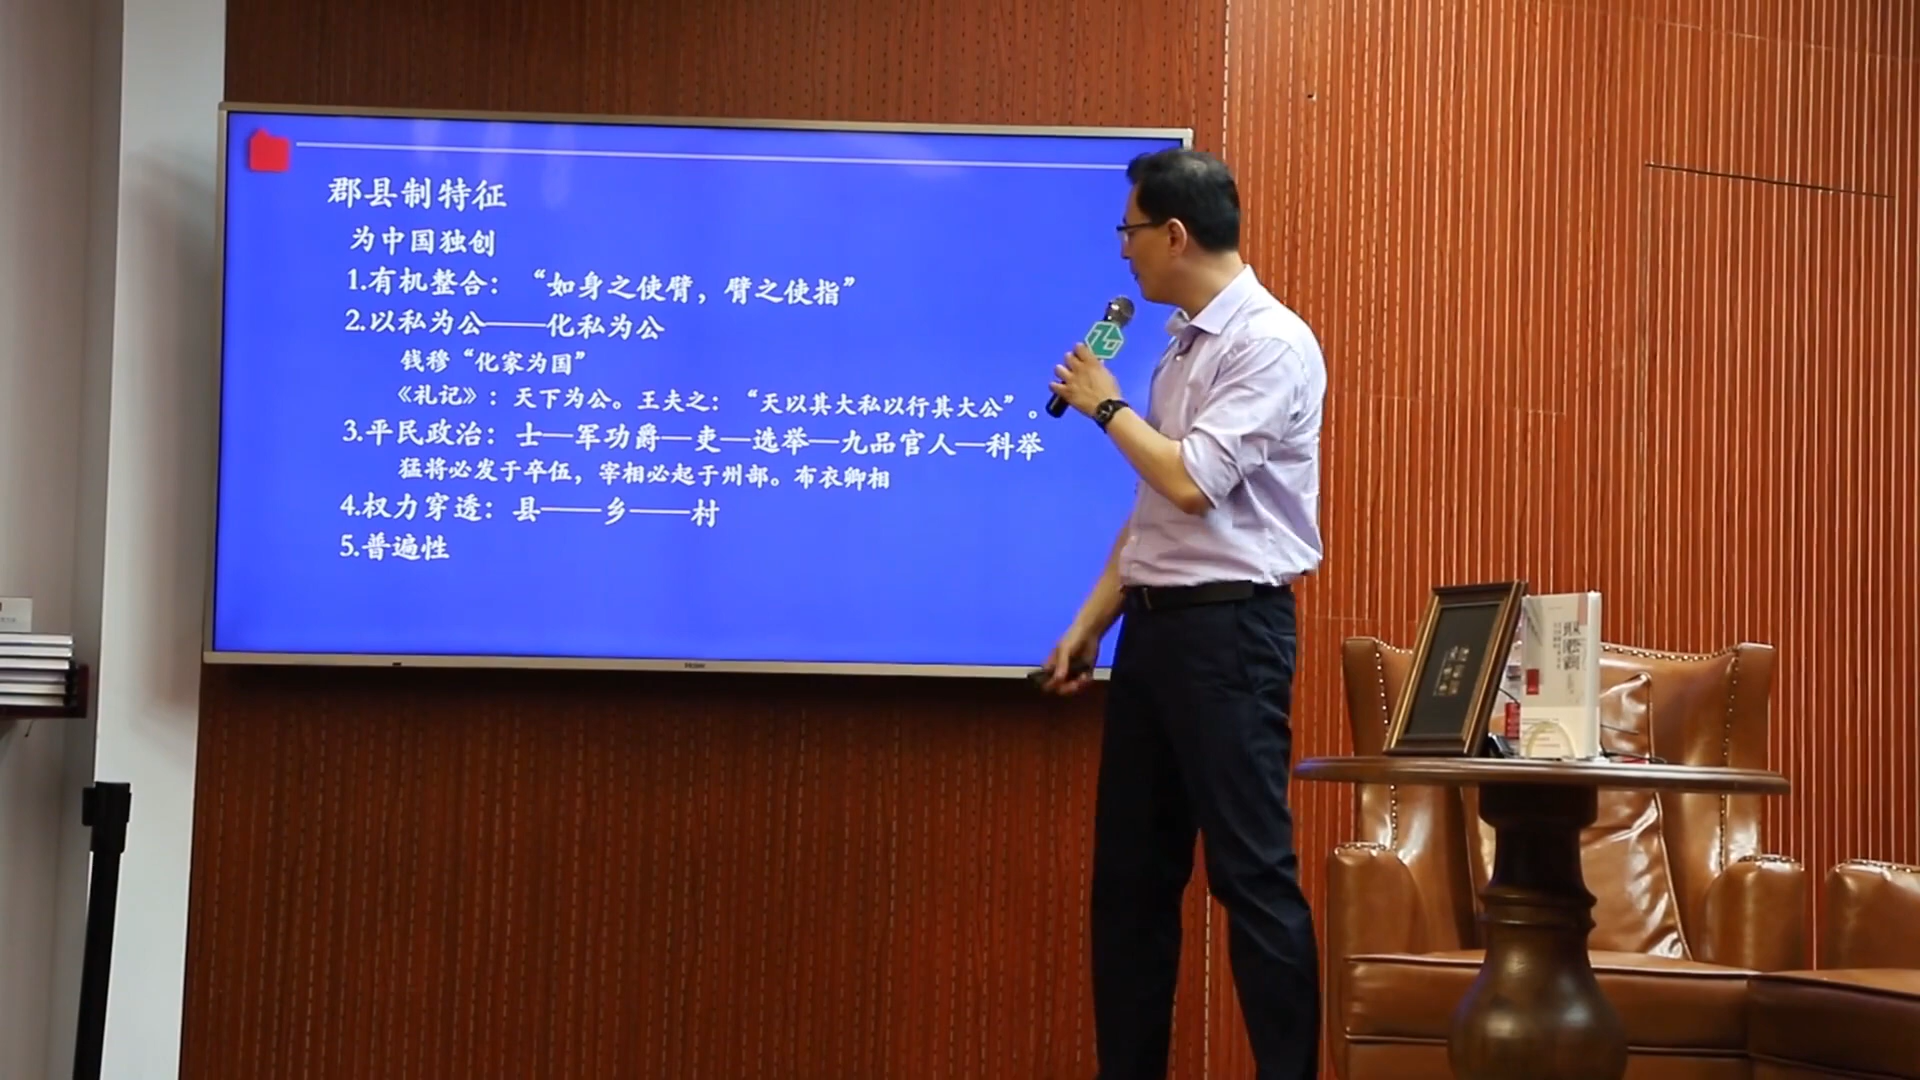 郡县制特征
为中国独创
1.有机整合：“如身之使臂，臂之使指”
2.以私为公——化私为公
钱穆“化家为国”
《礼记》：天下为公。王夫之：“天以其大私以行其大公”。
3.平民政治：士—军功爵—吏—选举—九品官人—科举
猛将必发于卒伍，宰相必起于州部。布衣卿相
4.权力穿透：县——乡——村
5.普遍性